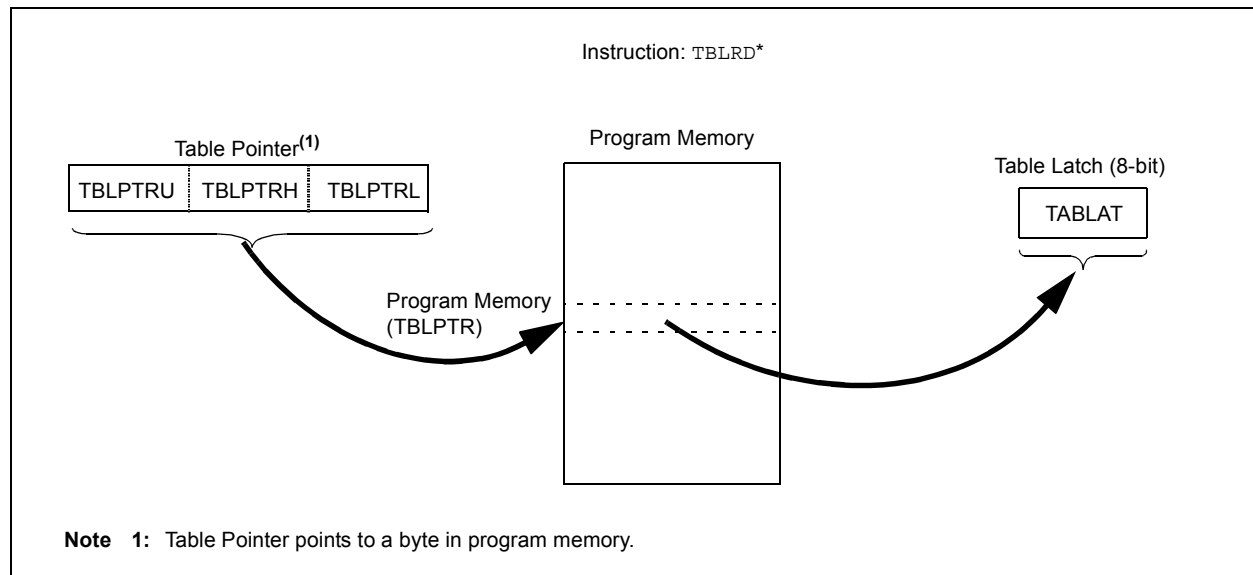 Instruction: TBLRD*
Table Pointer(1)
TBLPTRU TBLPTRH TBLPTRL
Program Memory
Program Memory
(TBLPTR)
Table Latch (8-bit)
TABLAT
Note 1: Table Pointer points to a byte in program memory.